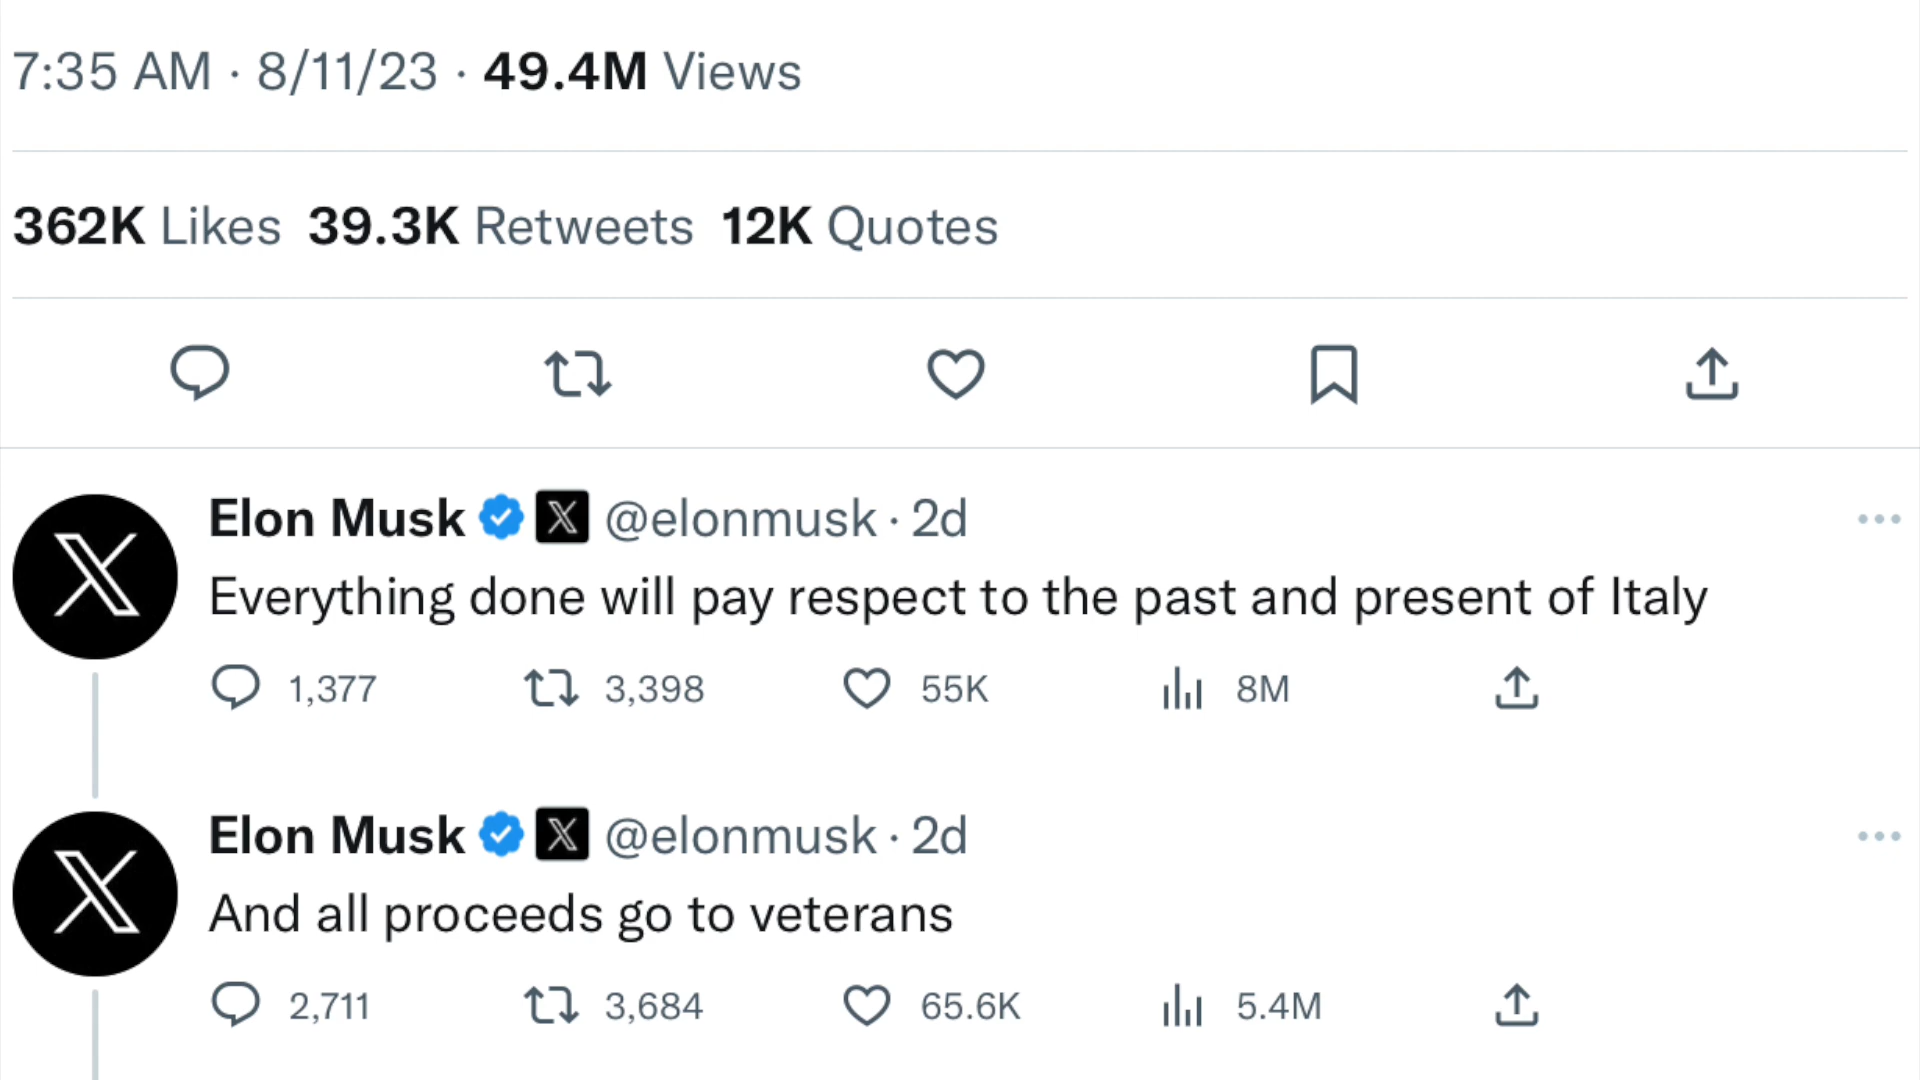 7:35 AM · 8/11/23 · 49.4M Views
362K Likes 39.3K Retweets 12K Quotes
Elon Musk @elonmusk · 2d
Everything done will pay respect to the past and present of Italy
1,377 3,398 55K 8M
Elon Musk @elonmusk · 2d
And all proceeds go to veterans
2,711 3,684 65.6K 5.4M